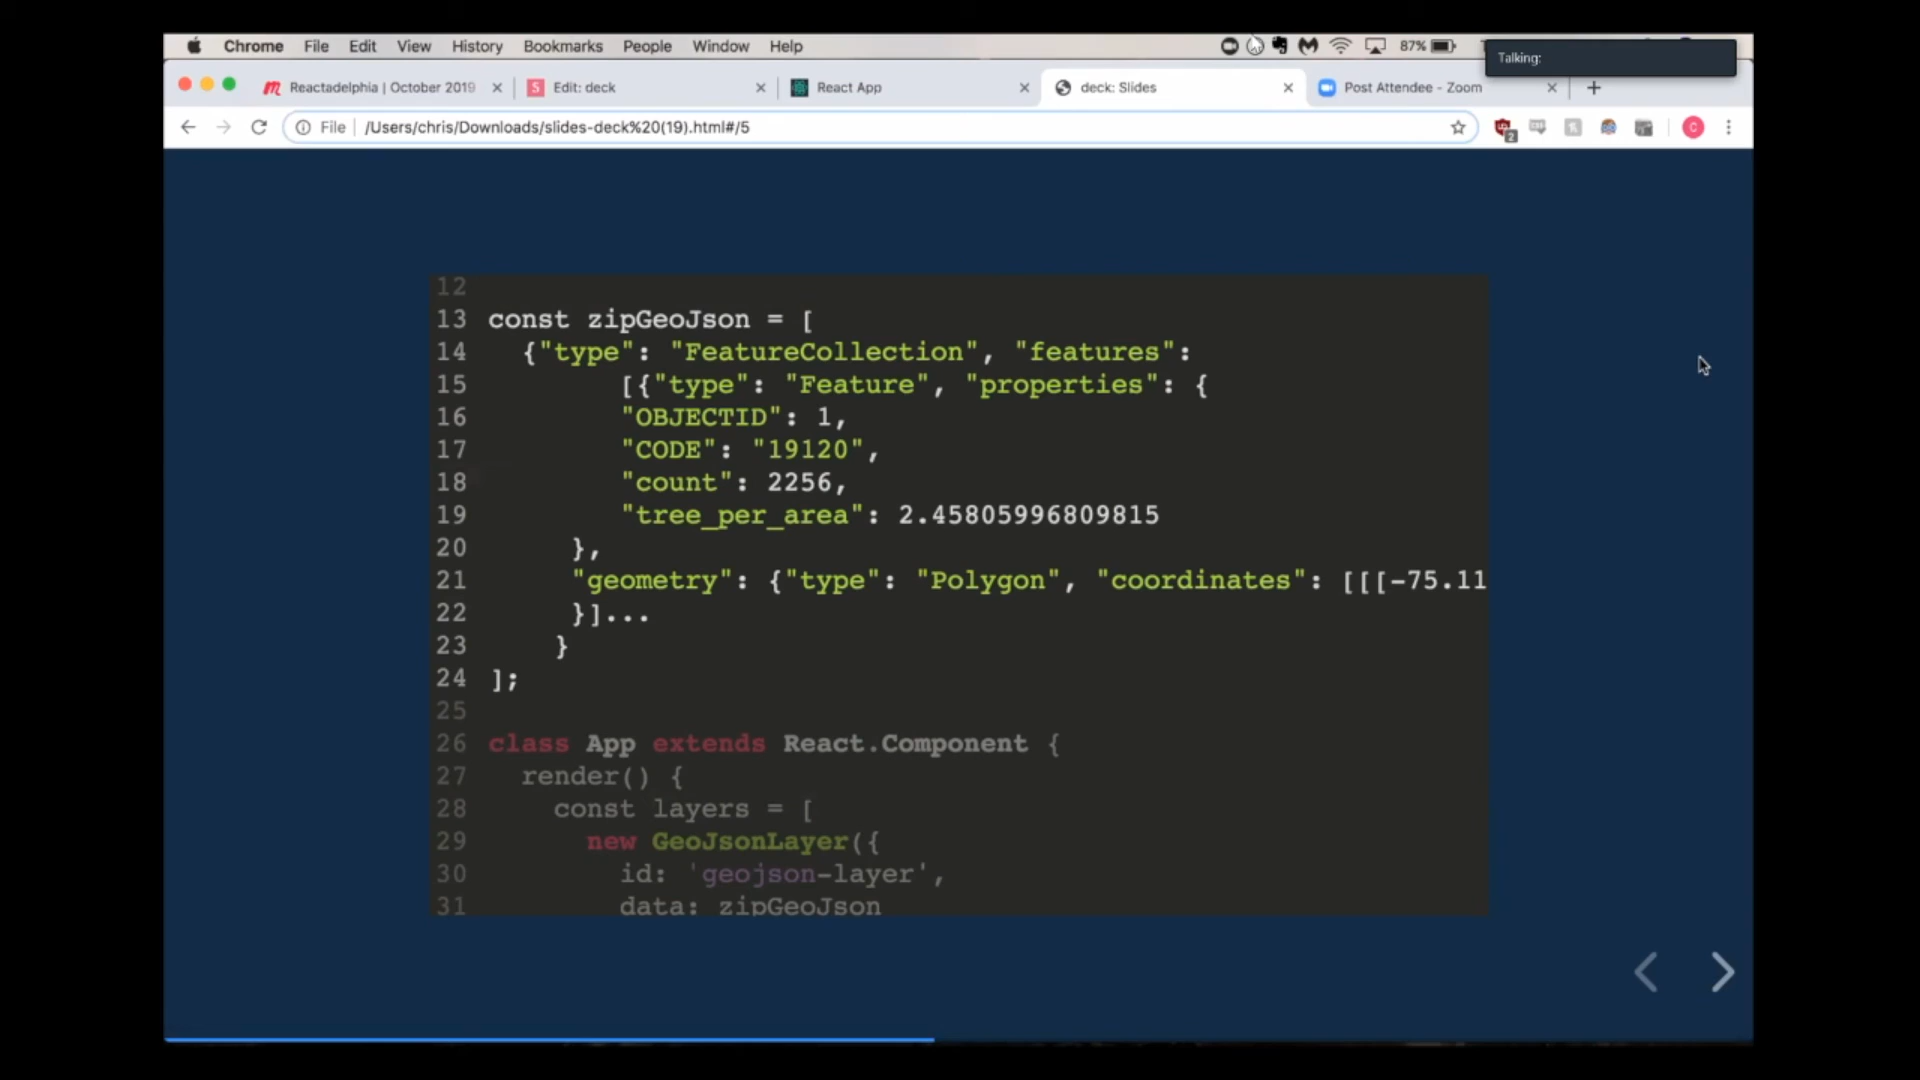 Chrome File Edit View History Bookmarks People Window Help 87%
Talking:
Reactadelphia | October 2019
Edit: deck
React App
deck: Slides
Post Attendee - Zoom
File /Users/chris/Downloads/slides-deck%20(19).html#/5
2
C
12
13 const zipGeoJson = [
14 {"type": "FeatureCollection", "features":
15 [{"type": "Feature", "properties": {
16 "OBJECTID": 1,
17 "CODE": "19120",
18 "count": 2256,
19 "tree_per_area": 2.45805996809815
20 },
21 "geometry": {"type": "Polygon", "coordinates": [[[-75.11
22 }]...
23 }
24 ];
25
26 class App extends React.Component {
27 render() {
28 const layers = [
29 new GeoJsonLayer({
30 id: 'geojson-layer',
31 data: zipGeoJson